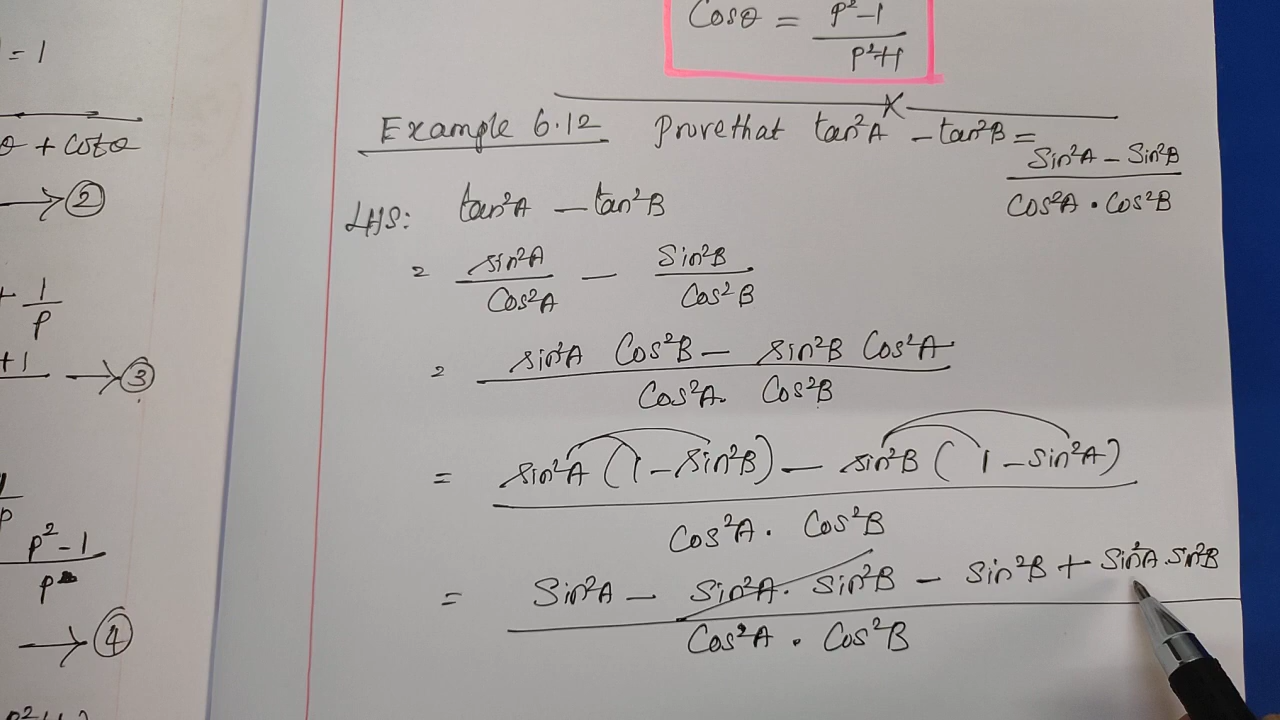 = 1
θ + Cotθ
→ ②
+ 1/P
+1 → ③
P
P²-1
P²
→ ④
Cosθ = P²-1 / P²+1
Example 6.12 Prove that tan²A - tan²B = Sin²A - Sin²B / Cos²A . Cos²B
LHS: tan²A - tan²B
= Sin²A / Cos²A - Sin²B / Cos²B
= Sin²A Cos²B - Sin²B Cos²A / Cos²A. Cos²B
= Sin²A (1 - Sin²B) - Sin²B (1 - Sin²A) / Cos²A . Cos²B
= Sin²A - Sin²A. Sin²B - Sin²B + Sin²A . Sin²B / Cos²A . Cos²B